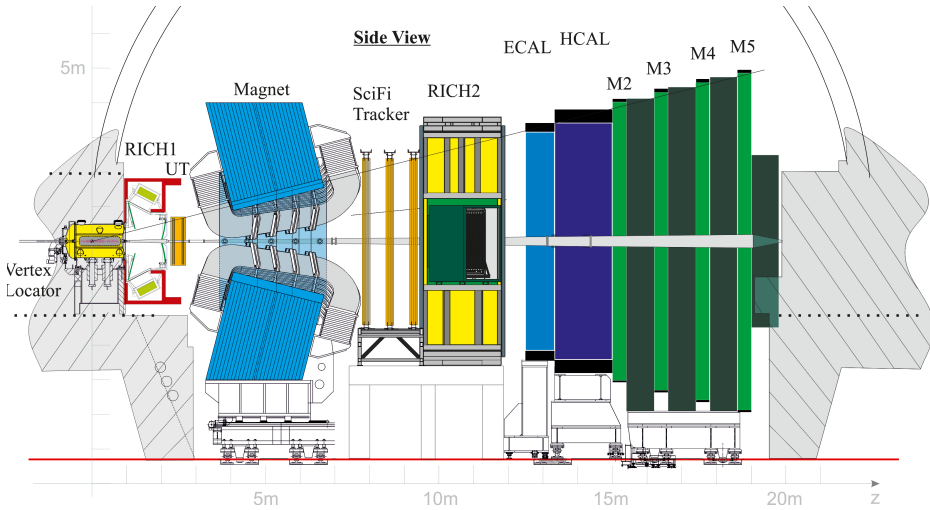 Side View
ECAL
HCAL
M5
M4
M3
M2
5m
Magnet
SciFi
Tracker
RICH2
RICH1
UT
Vertex
Locator
5m
10m
15m
20m
z